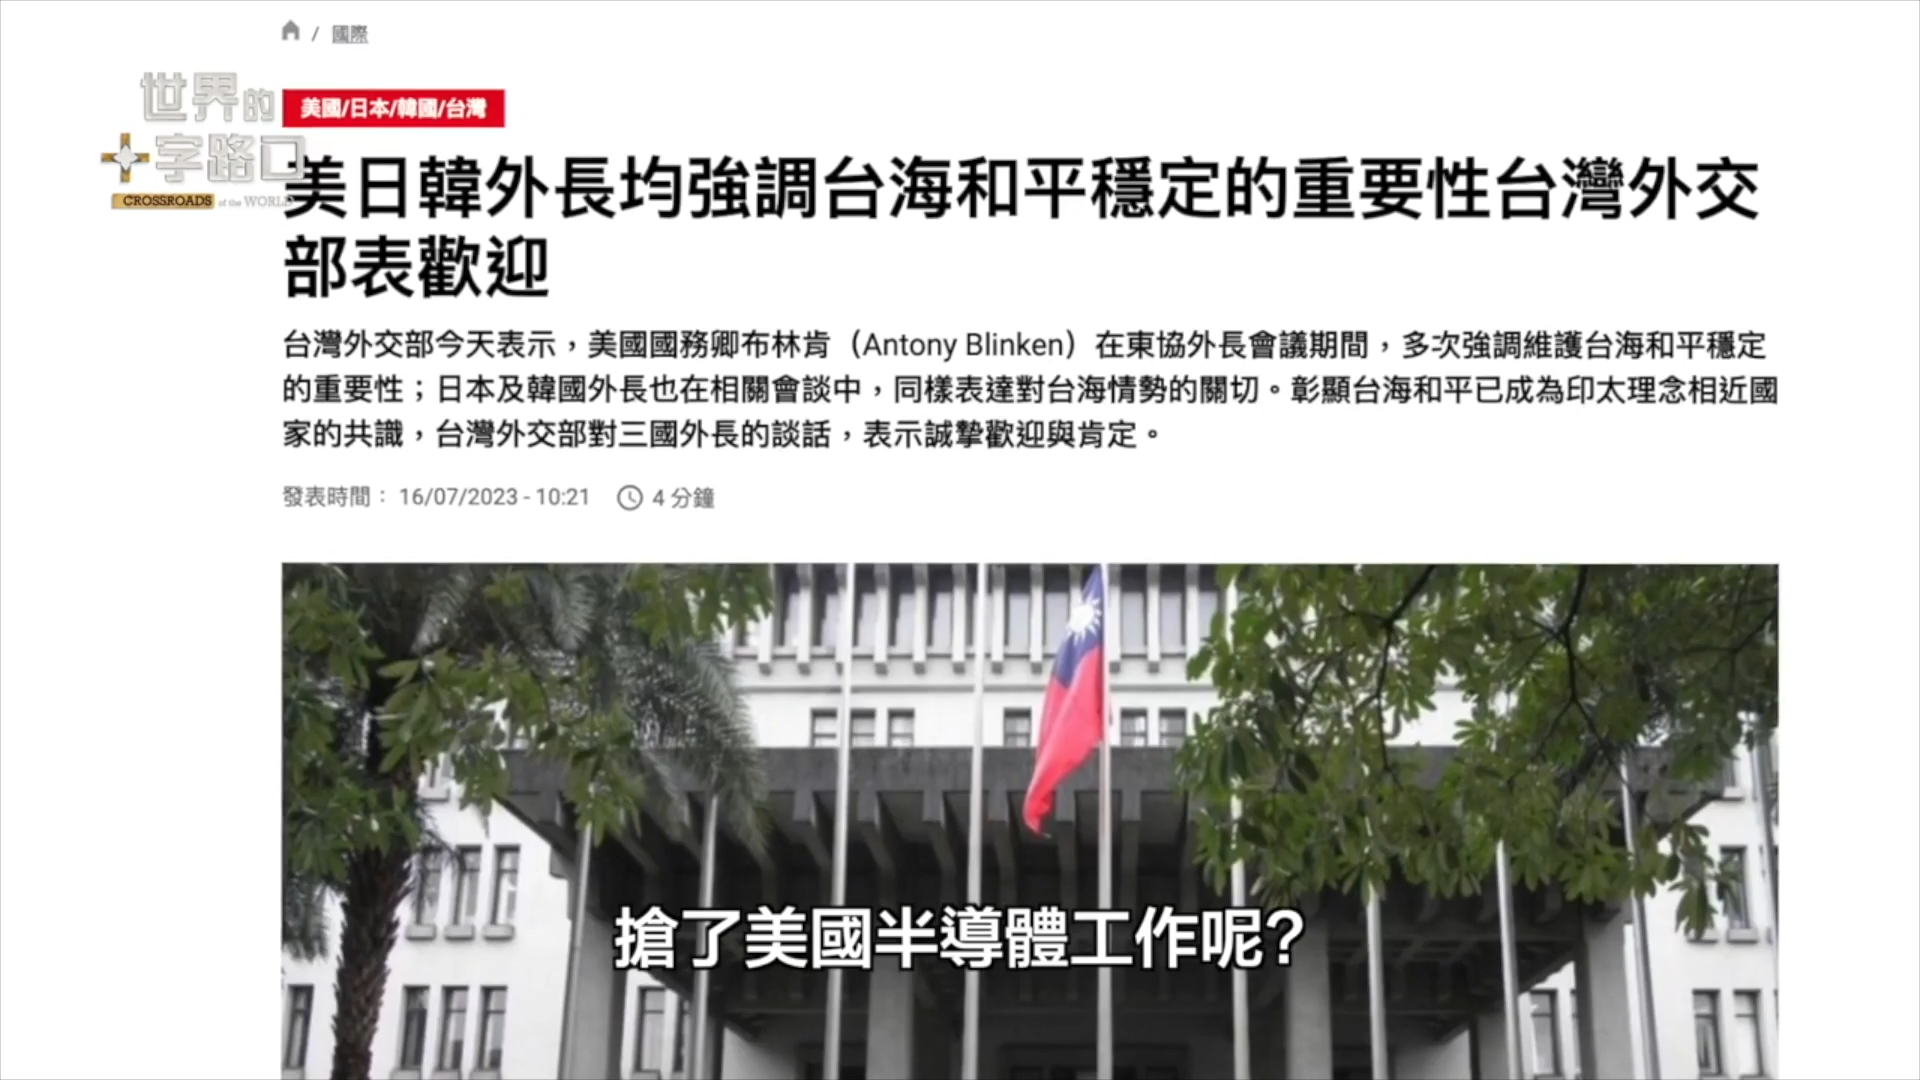 / 國際
世界的
十字路口
CROSSROADS of the WORLD
美國/日本/韓國/台灣
美日韓外長均強調台海和平穩定的重要性台灣外交
部表歡迎
台灣外交部今天表示，美國國務卿布林肯（Antony Blinken）在東協外長會議期間，多次強調維護台海和平穩定
的重要性；日本及韓國外長也在相關會談中，同樣表達對台海情勢的關切。彰顯台海和平已成為印太理念相近國
家的共識，台灣外交部對三國外長的談話，表示誠摯歡迎與肯定。
發表時間： 16/07/2023 - 10:21 4 分鐘
搶了美國半導體工作呢?